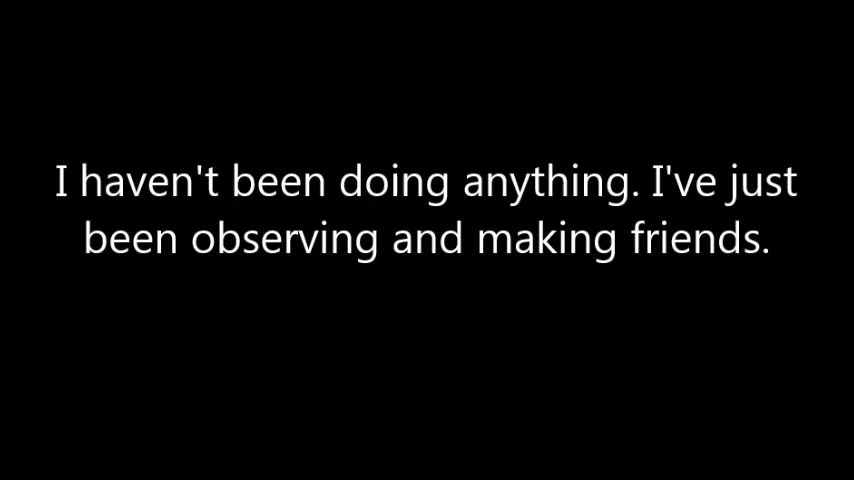 I haven't been doing anything. I've just
been observing and making friends.